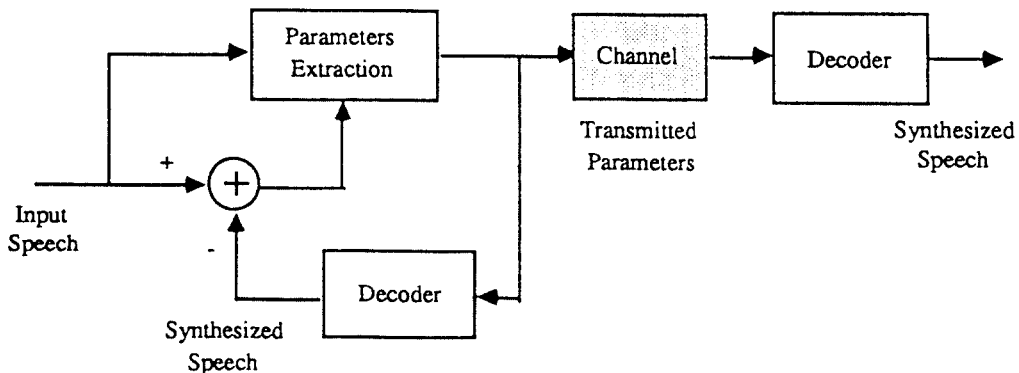 Parameters
Extraction
Channel
Decoder
Transmitted
Parameters
Synthesized
Speech
+
+
Input
Speech
-
Decoder
Synthesized
Speech